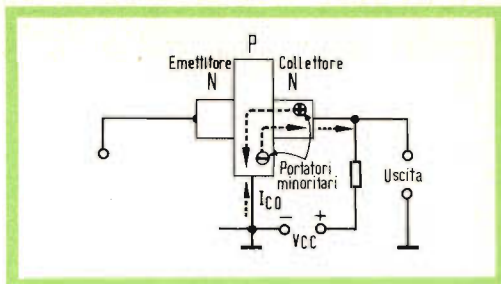 P
Emettitore
N
Collettore
N
Portatori
minoritari
Uscita
ICO
- +
VCC